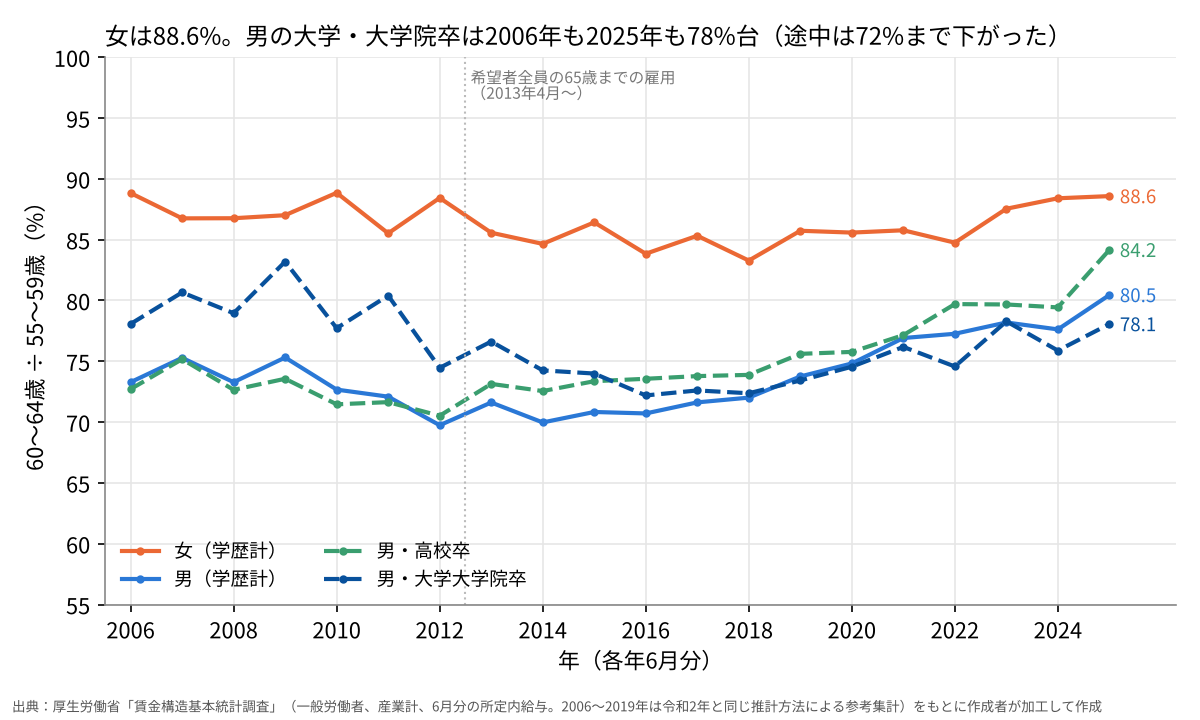 女は88.6%。男の大学・大学院卒は2006年も2025年も78%台（途中は72%まで下がった）
100
95
90
85
80
75
70
65
60
55
60〜64歳 ÷ 55〜59歳（%）
希望者全員の65歳までの雇用
（2013年4月〜）
88.6
84.2
80.5
78.1
女（学歴計）
男（学歴計）
男・高校卒
男・大学大学院卒
2006
2008
2010
2012
2014
2016
2018
2020
2022
2024
年（各年6月分）
出典：厚生労働省「賃金構造基本統計調査」（一般労働者、産業計、6月分の所定内給与。2006〜2019年は令和2年と同じ推計方法による参考集計）をもとに作成者が加工して作成